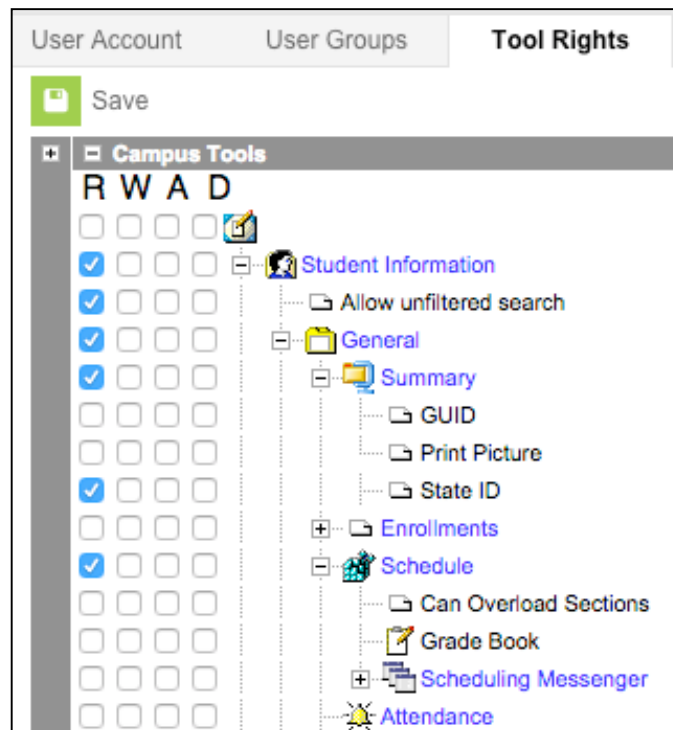 User Account User Groups Tool Rights
Save
Campus Tools
R W A D
Student Information
Allow unfiltered search
General
Summary
GUID
Print Picture
State ID
Enrollments
Schedule
Can Overload Sections
Grade Book
Scheduling Messenger
Attendance